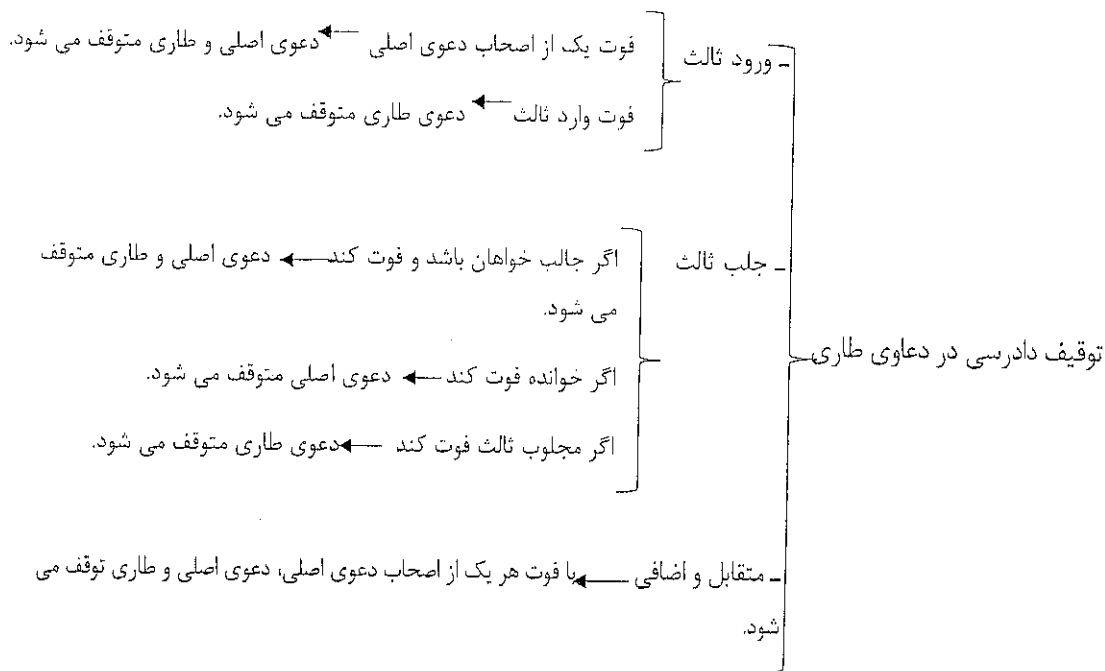 توقیف دادرسی در دعاوی طاری
ـ ورود ثالث
فوت یک از اصحاب دعوی اصلی ← دعوی اصلی و طاری متوقف می شود.
فوت وارد ثالث ← دعوی طاری متوقف می شود.
ـ جلب ثالث
اگر جالب خواهان باشد و فوت کند ← دعوی اصلی و طاری متوقف
می شود.
اگر خوانده فوت کند ← دعوی اصلی متوقف می شود.
اگر مجلوب ثالث فوت کند ← دعوی طاری متوقف می شود.
ـ متقابل و اضافی ← با فوت هر یک از اصحاب دعوی اصلی، دعوی اصلی و طاری توقف می
شود.